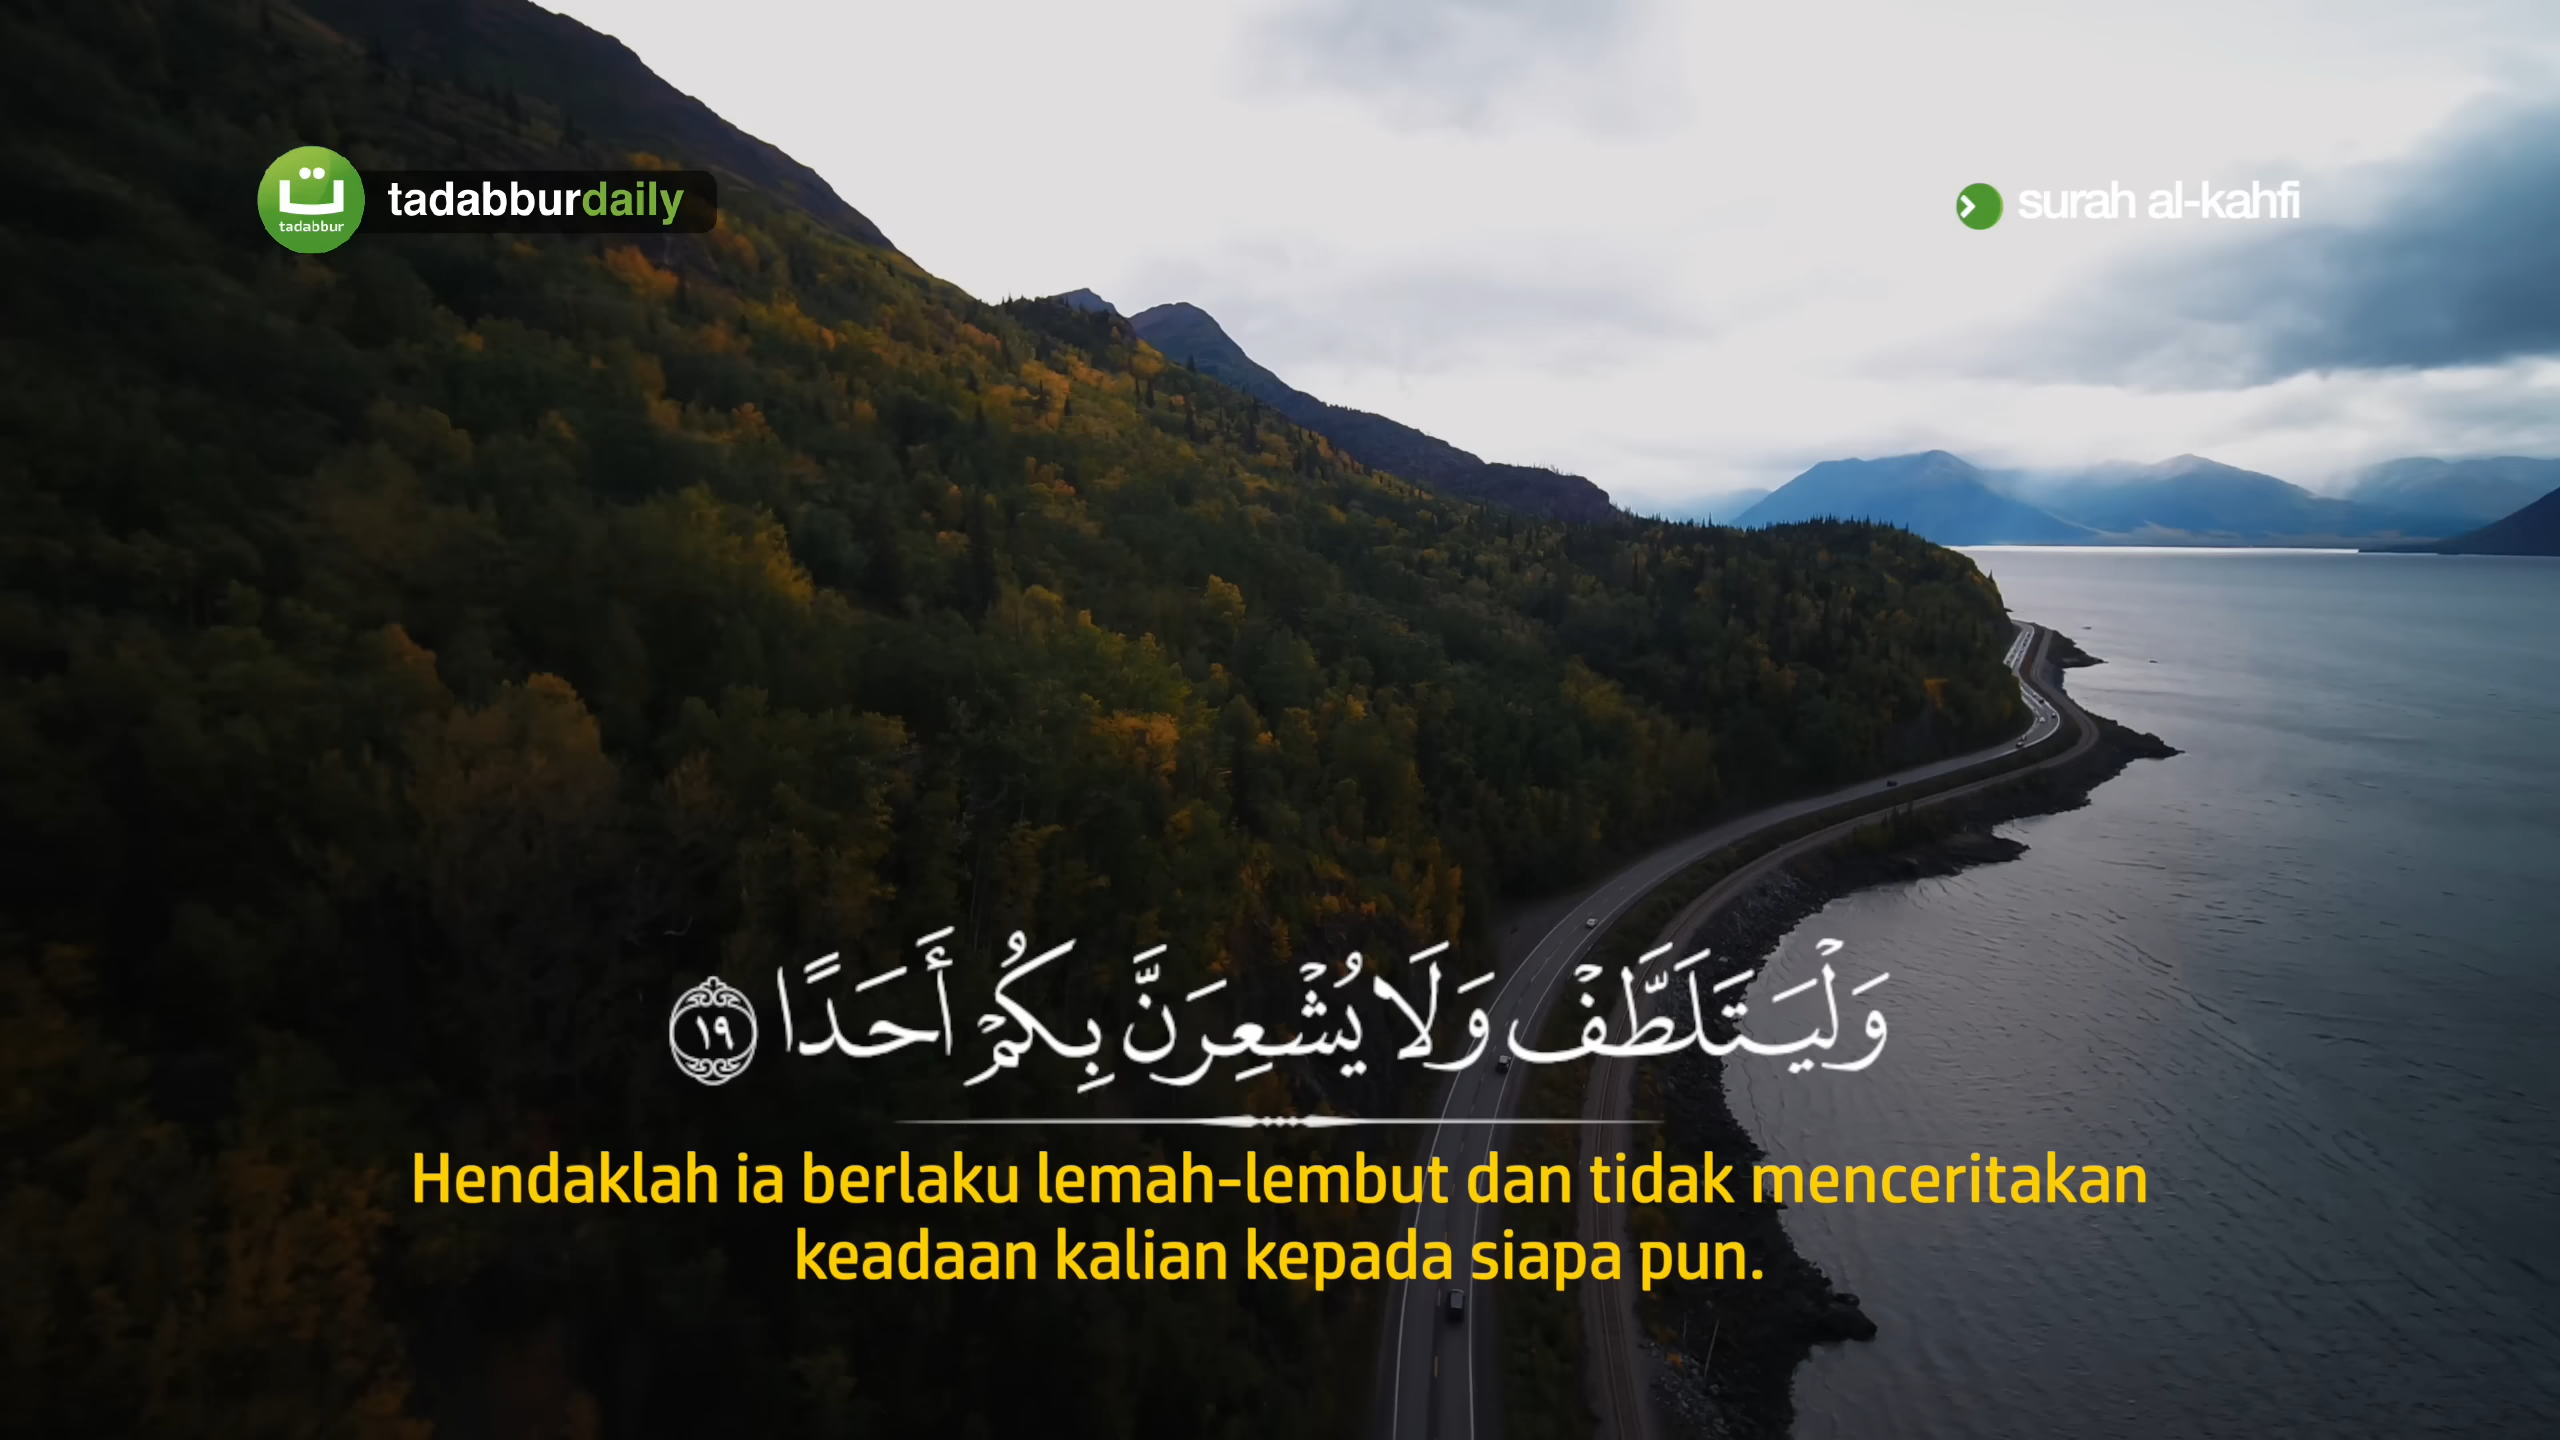 ت
tadabbur
tadabburdaily
surah al-kahfi
وَلْيَتَلَطَّفْ وَلَا يُشْعِرَنَّ بِكُمْ أَحَدًا ١٩
Hendaklah ia berlaku lemah-lembut dan tidak menceritakan
keadaan kalian kepada siapa pun.